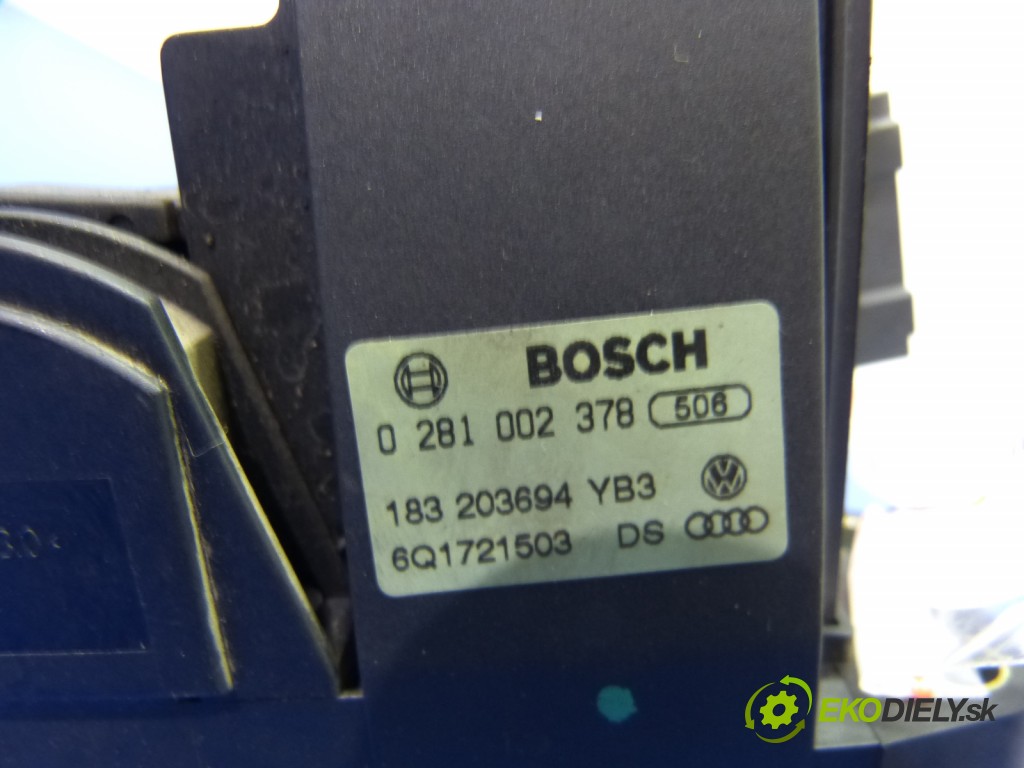 BOSCH
0 281 002 378 506
183 203694 YB3
6Q1721503 DS
EKODIELY.sk